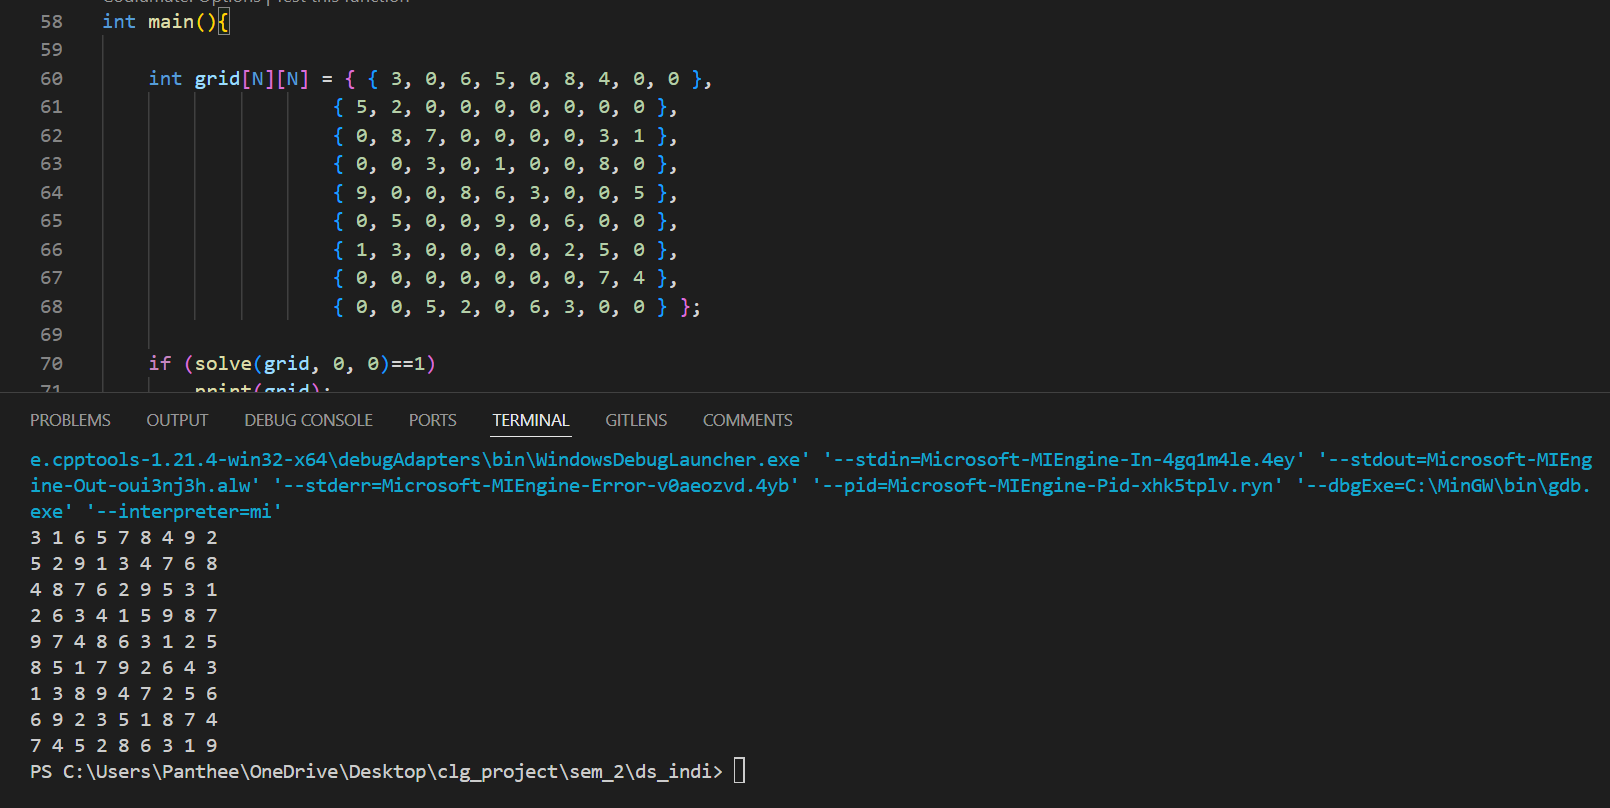 Codiumate: Options | Test this function
58 int main(){
59
60 int grid[N][N] = { { 3, 0, 6, 5, 0, 8, 4, 0, 0 },
61 { 5, 2, 0, 0, 0, 0, 0, 0, 0 },
62 { 0, 8, 7, 0, 0, 0, 0, 3, 1 },
63 { 0, 0, 3, 0, 1, 0, 0, 8, 0 },
64 { 9, 0, 0, 8, 6, 3, 0, 0, 5 },
65 { 0, 5, 0, 0, 9, 0, 6, 0, 0 },
66 { 1, 3, 0, 0, 0, 0, 2, 5, 0 },
67 { 0, 0, 0, 0, 0, 0, 0, 7, 4 },
68 { 0, 0, 5, 2, 0, 6, 3, 0, 0 } };
69
70 if (solve(grid, 0, 0)==1)
71 print(grid);
PROBLEMS OUTPUT DEBUG CONSOLE PORTS TERMINAL GITLENS COMMENTS
e.cpptools-1.21.4-win32-x64\debugAdapters\bin\WindowsDebugLauncher.exe' '--stdin=Microsoft-MIEngine-In-4gq1m4le.4ey' '--stdout=Microsoft-MIEng
ine-Out-oui3nj3h.alw' '--stderr=Microsoft-MIEngine-Error-v0aeozvd.4yb' '--pid=Microsoft-MIEngine-Pid-xhk5tplv.ryn' '--dbgExe=C:\MinGW\bin\gdb.
exe' '--interpreter=mi'
3 1 6 5 7 8 4 9 2
5 2 9 1 3 4 7 6 8
4 8 7 6 2 9 5 3 1
2 6 3 4 1 5 9 8 7
9 7 4 8 6 3 1 2 5
8 5 1 7 9 2 6 4 3
1 3 8 9 4 7 2 5 6
6 9 2 3 5 1 8 7 4
7 4 5 2 8 6 3 1 9
PS C:\Users\Panthee\OneDrive\Desktop\clg_project\sem_2\ds_indi>